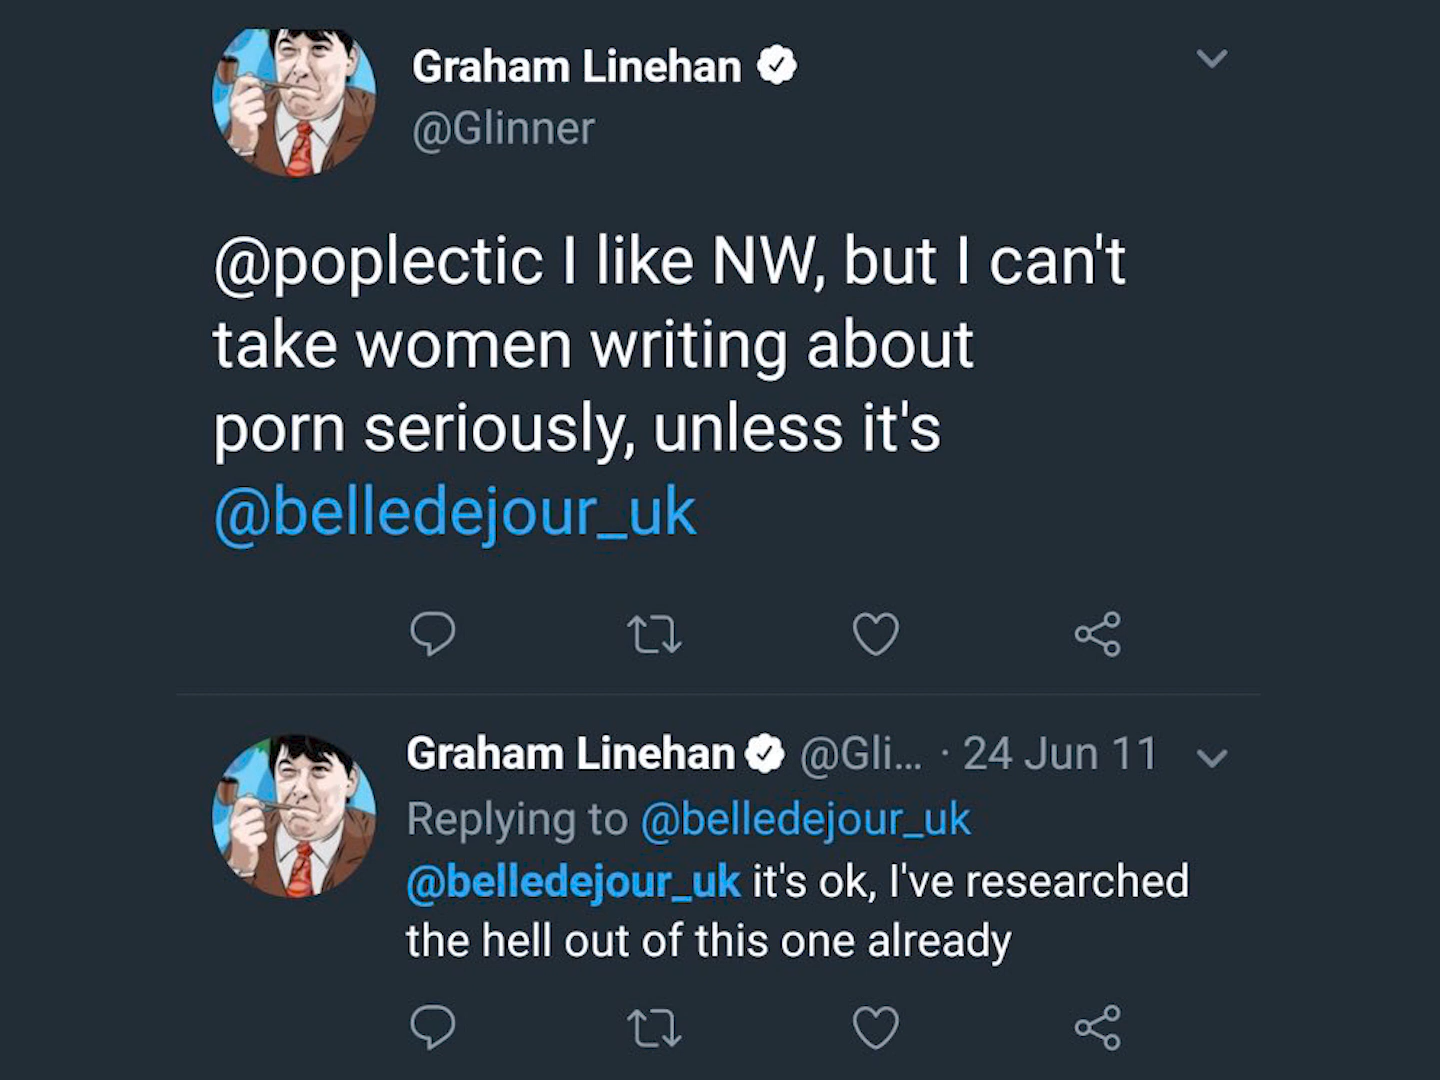 Graham Linehan
@Glinner
@poplectic I like NW, but I can't
take women writing about
porn seriously, unless it's
@belledejour_uk
Graham Linehan @Gli... · 24 Jun 11
Replying to @belledejour_uk
@belledejour_uk it's ok, I've researched
the hell out of this one already